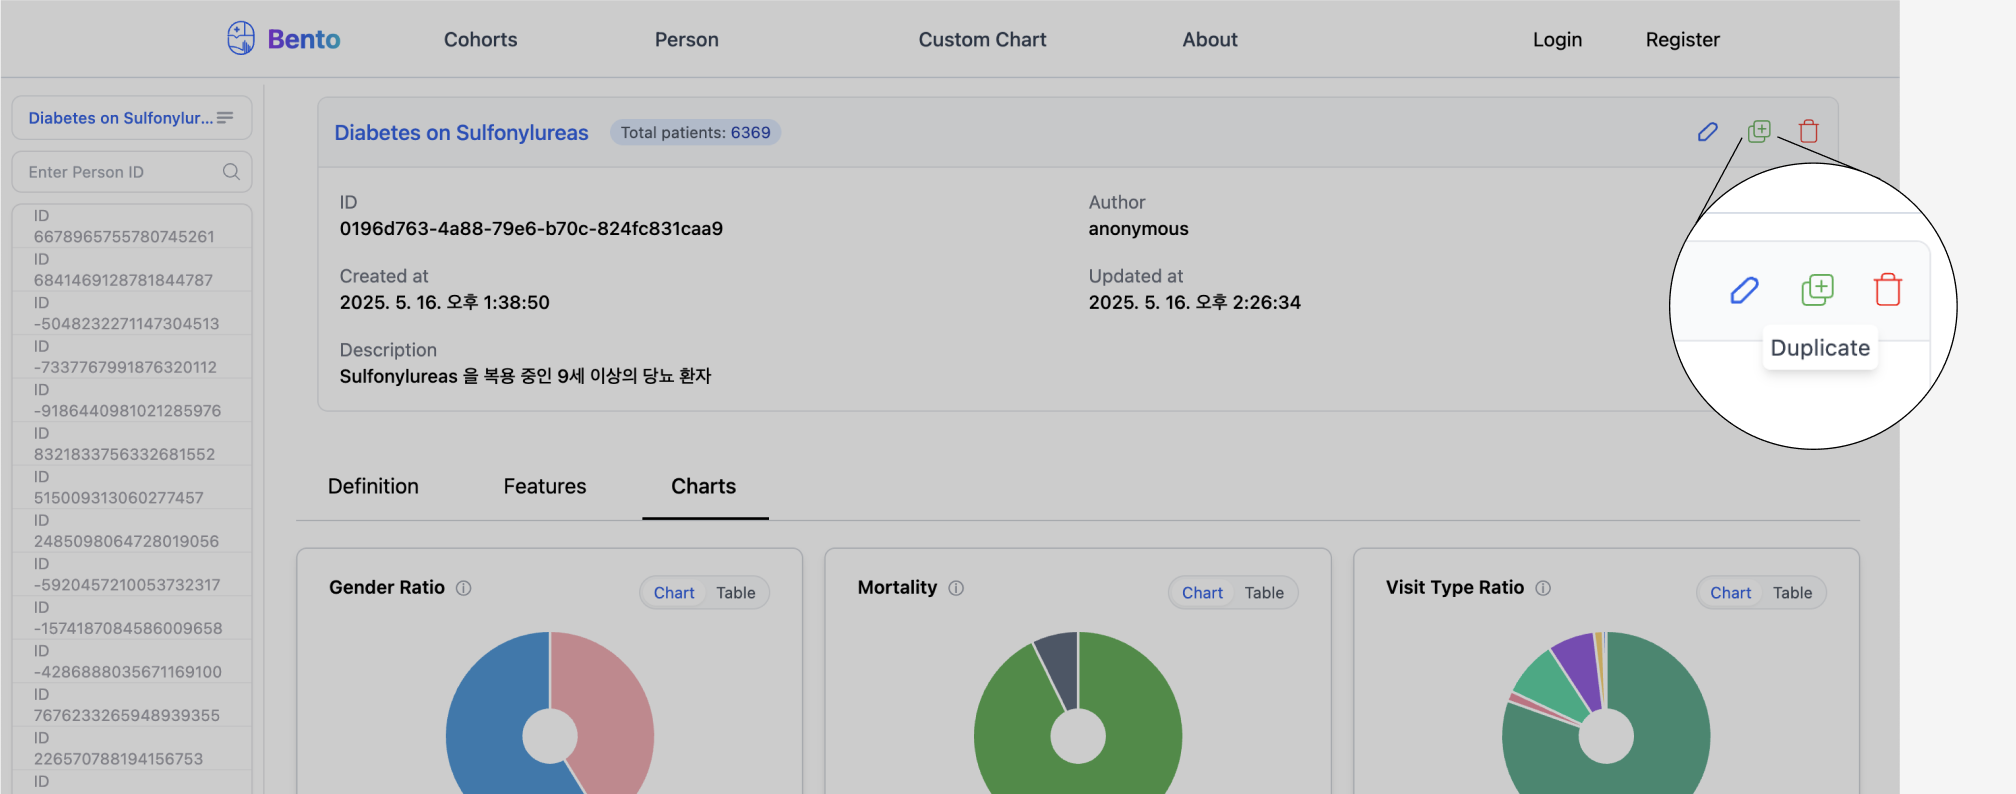 Bento
Cohorts
Person
Custom Chart
About
Login
Register
Diabetes on Sulfonylur...
Enter Person ID
ID
6678965755780745261
ID
6841469128781844787
ID
-5048232271147304513
ID
-7337767991876320112
ID
-9186440981021285976
ID
8321833756332681552
ID
515009313060277457
ID
2485098064728019056
ID
-5920457210053732317
ID
-1574187084586009658
ID
-4286888035671169100
ID
7676233265948939355
ID
226570788194156753
ID
Diabetes on Sulfonylureas
Total patients: 6369
ID
0196d763-4a88-79e6-b70c-824fc831caa9
Author
anonymous
Created at
2025. 5. 16. 오후 1:38:50
Updated at
2025. 5. 16. 오후 2:26:34
Description
Sulfonylureas 을 복용 중인 9세 이상의 당뇨 환자
Duplicate
Definition
Features
Charts
Gender Ratio
Chart
Table
Mortality
Chart
Table
Visit Type Ratio
Chart
Table